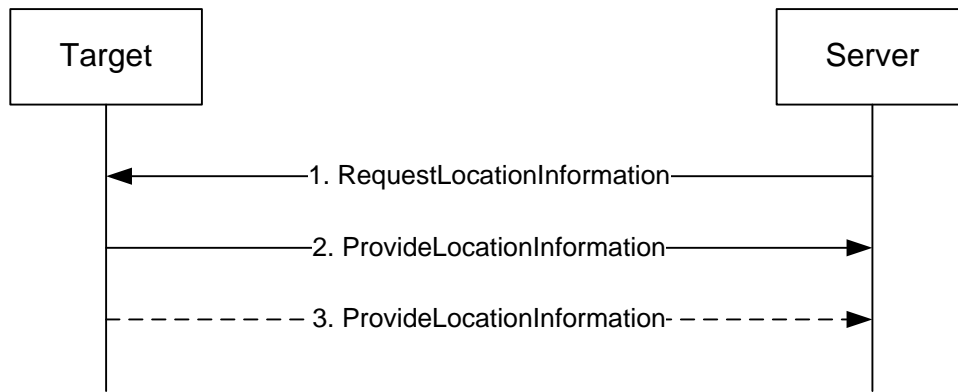 Target
Server
1. RequestLocationInformation
2. ProvideLocationInformation
3. ProvideLocationInformation